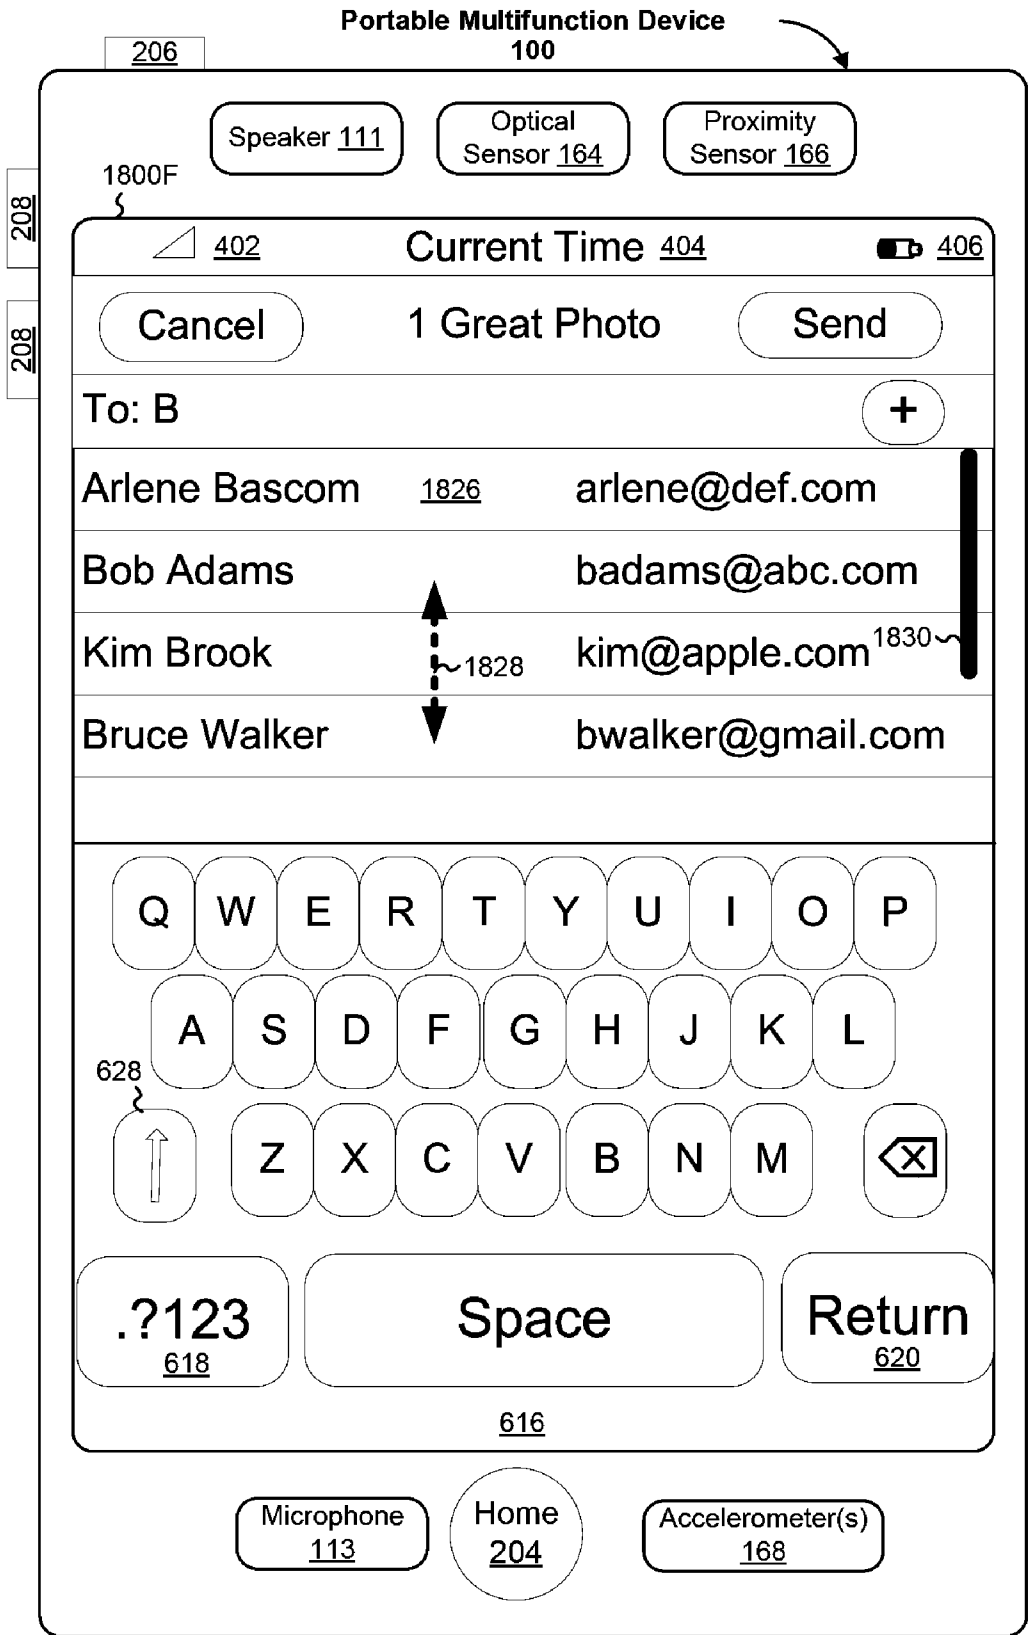 Portable Multifunction Device
100
206
208
208
Speaker 111
Optical
Sensor 164
Proximity
Sensor 166
1800F
402 Current Time 404 406
Cancel 1 Great Photo Send
To: B +
Arlene Bascom 1826 arlene@def.com
Bob Adams badams@abc.com
Kim Brook 1828 kim@apple.com 1830
Bruce Walker bwalker@gmail.com
Q W E R T Y U I O P
A S D F G H J K L
628
Z X C V B N M
.?123 Space Return
618 620
616
Microphone
113
Home
204
Accelerometer(s)
168